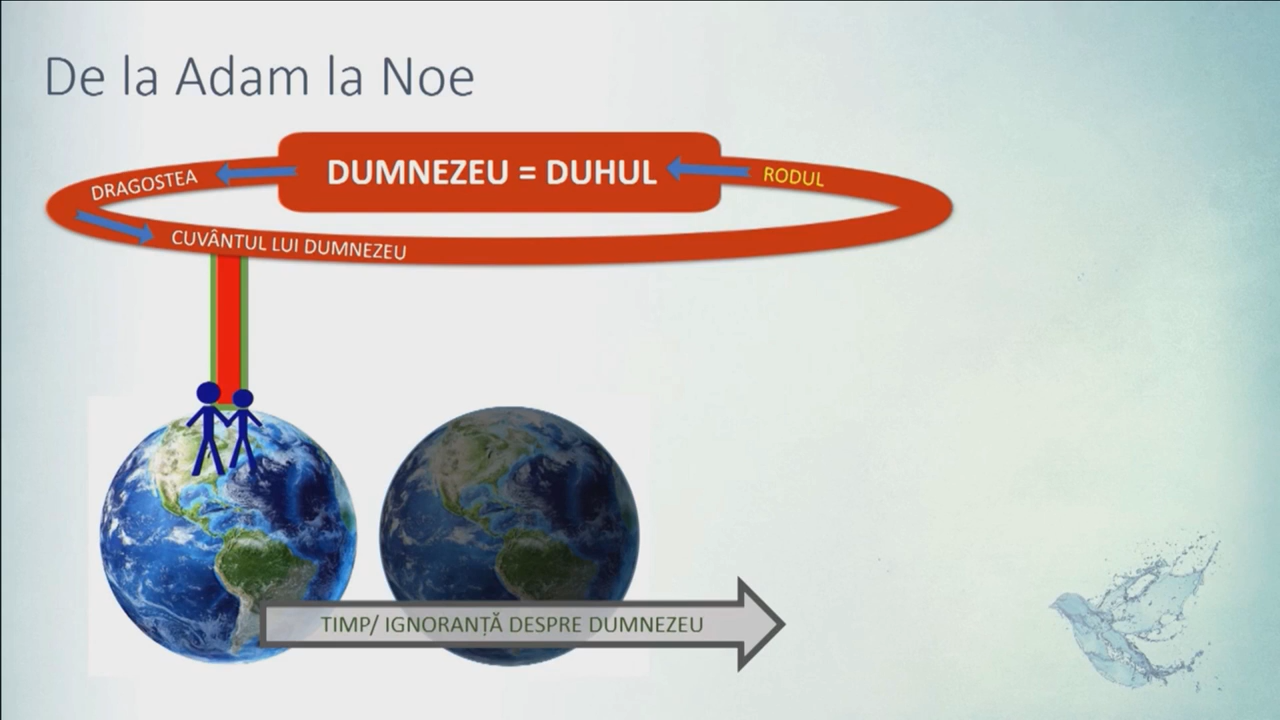 De la Adam la Noe
DUMNEZEU = DUHUL
DRAGOSTEA
RODUL
CUVÂNTUL LUI DUMNEZEU
TIMP/ IGNORANȚĂ DESPRE DUMNEZEU